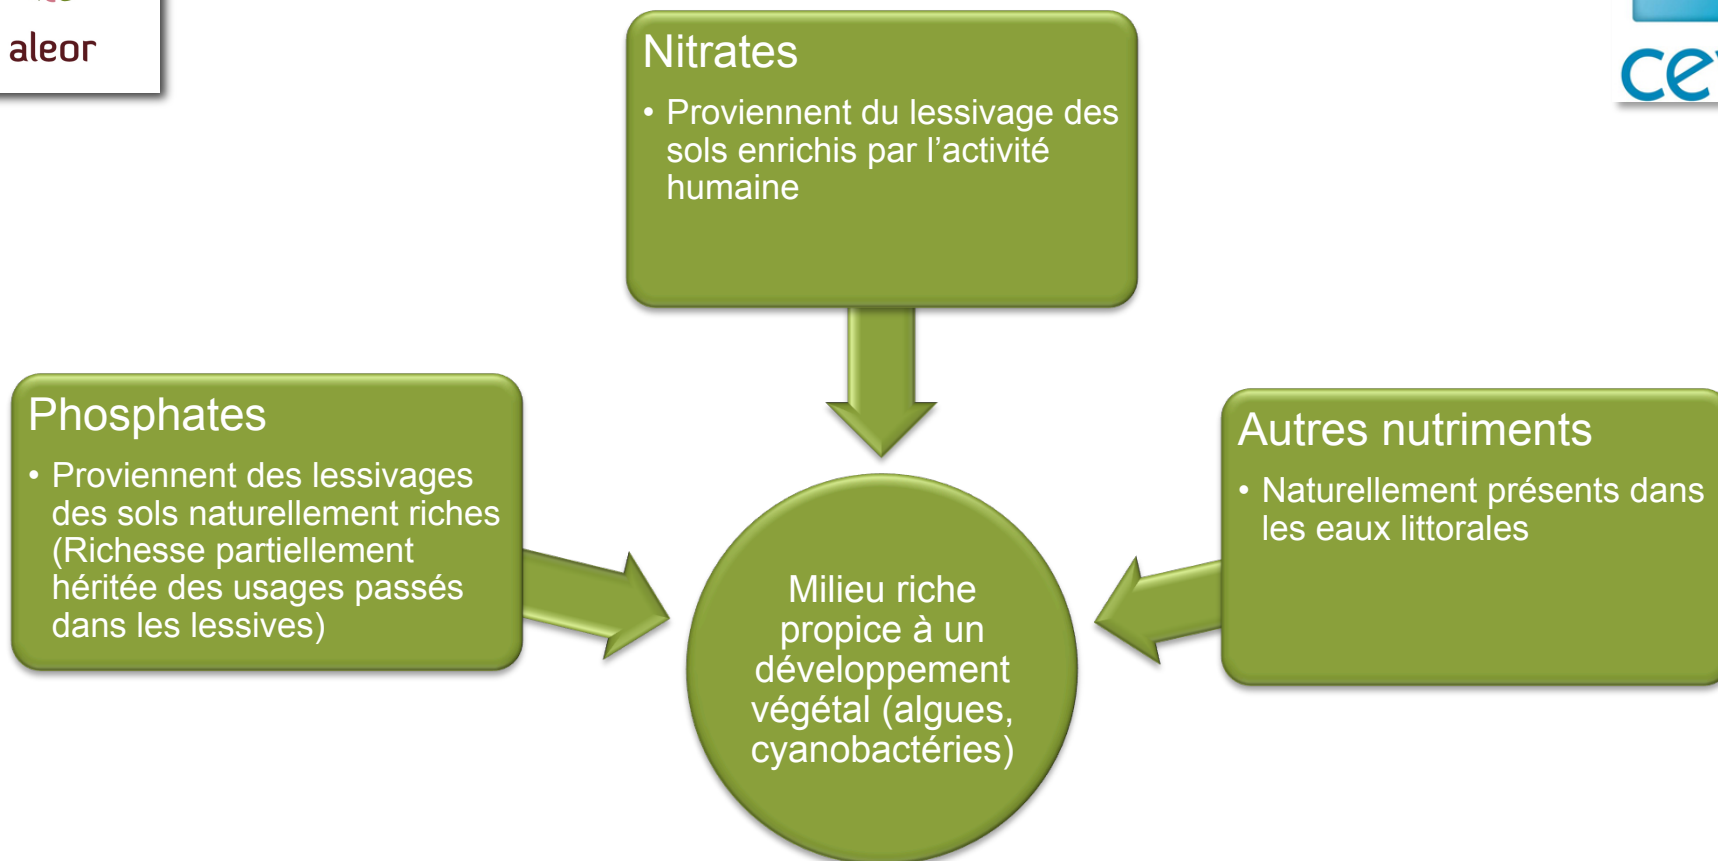 aleor
Nitrates
• Proviennent du lessivage des
sols enrichis par l’activité
humaine
Phosphates
• Proviennent des lessivages
des sols naturellement riches
(Richesse partiellement
héritée des usages passés
dans les lessives)
Autres nutriments
• Naturellement présents dans
les eaux littorales
Milieu riche
propice à un
développement
végétal (algues,
cyanobactéries)